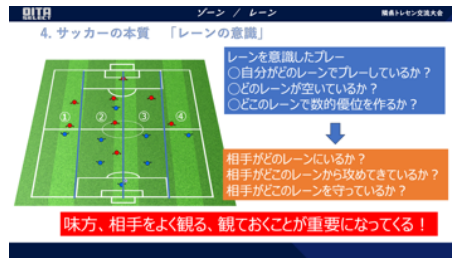 OITA
SELECT
ゾーン / レーン
関係トレセン交流大会
4. サッカーの本質 「レーンの意識」
① ② ③ ④
レーンを意識したプレー
○自分がどのレーンでプレーしているか？
○どのレーンが空いているか？
○どこのレーンで数的優位を作るか？
相手がどのレーンにいるか？
相手がどこのレーンから攻めてきているか？
相手がどこのレーンを守っているか？
味方、相手をよく観る、観ておくことが重要になってくる！